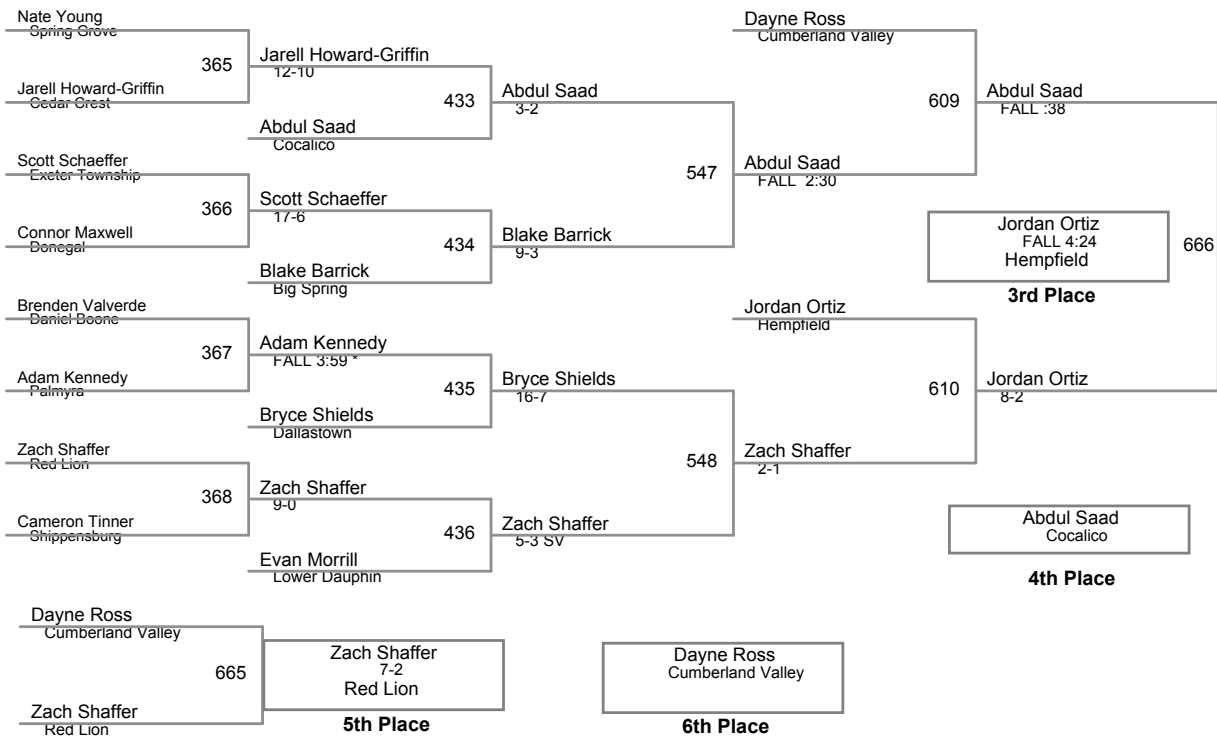 Nate Young
Spring Grove
365
Jarell Howard-Griffin
Cedar Crest
Scott Schaeffer
Exeter Township
366
Connor Maxwell
Donegal
Brenden Valverde
Daniel Boone
367
Adam Kennedy
Palmyra
Zach Shaffer
Red Lion
368
Cameron Tinner
Shippensburg
Jarell Howard-Griffin
12-10
433
Abdul Saad
Cocalico
Scott Schaeffer
17-6
434
Blake Barrick
Big Spring
Adam Kennedy
FALL 3:59 *
435
Bryce Shields
Dallastown
Zach Shaffer
9-0
436
Evan Morrill
Lower Dauphin
Abdul Saad
3-2
547
Blake Barrick
9-3
Bryce Shields
16-7
548
Zach Shaffer
5-3 SV
Dayne Ross
Cumberland Valley
609
Abdul Saad
FALL 2:30
Jordan Ortiz
Hempfield
610
Zach Shaffer
2-1
Abdul Saad
FALL :38
Jordan Ortiz
FALL 4:24
Hempfield
666
3rd Place
Jordan Ortiz
8-2
Abdul Saad
Cocalico
4th Place
Dayne Ross
Cumberland Valley
665
Zach Shaffer
Red Lion
Zach Shaffer
7-2
Red Lion
5th Place
Dayne Ross
Cumberland Valley
6th Place